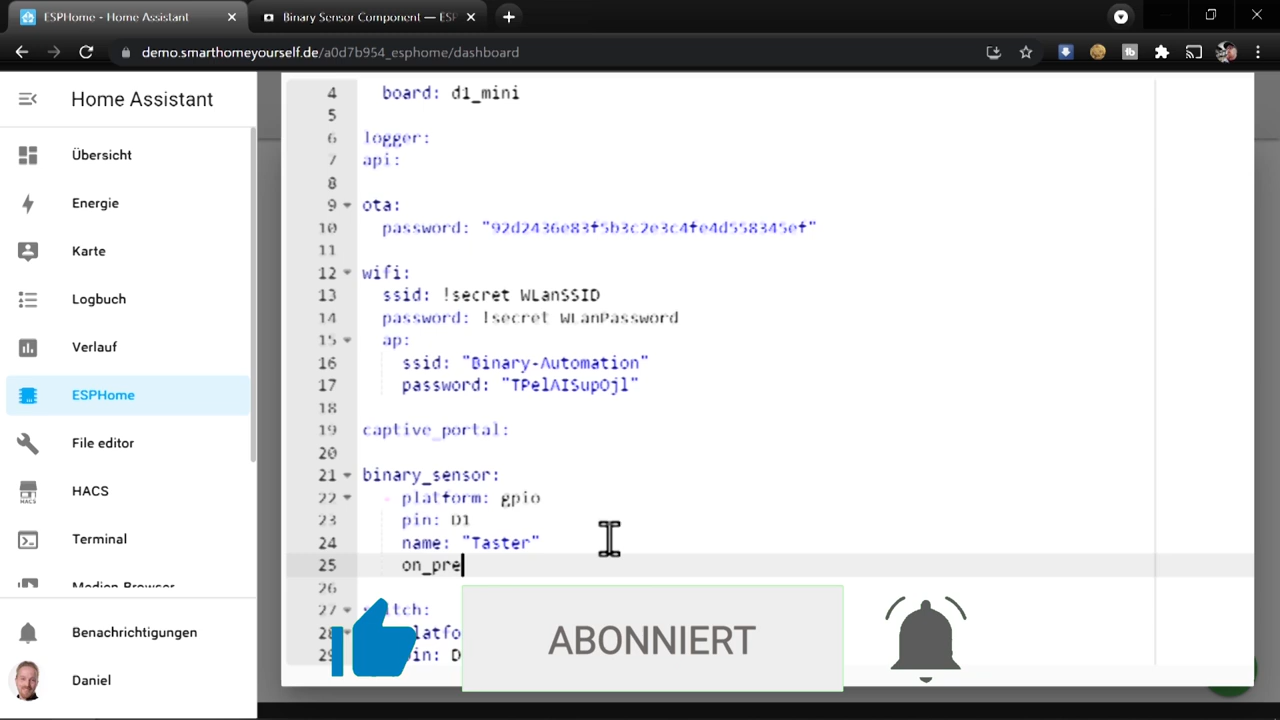 ESPHome - Home Assistant
Binary Sensor Component — ESP
demo.smarthomeyourself.de/a0d7b954_esphome/dashboard
Home Assistant
Übersicht
Energie
Karte
Logbuch
Verlauf
ESPHome
File editor
HACS
Terminal
Medien Browser
Benachrichtigungen
Daniel
4 board: d1_mini
5
6 logger:
7 api:
8
9 ota:
10 password: "92d2436e83f5b3c2e3c4fe4d558345ef"
11
12 wifi:
13 ssid: !secret WLanSSID
14 password: !secret WLanPassword
15 ap:
16 ssid: "Binary-Automation"
17 password: "TPelAISupOjl"
18
19 captive_portal:
20
21 binary_sensor:
22 - platform: gpio
23 pin: D1
24 name: "Taster"
25 on_pre
26
27
28
29
ABONNIERT